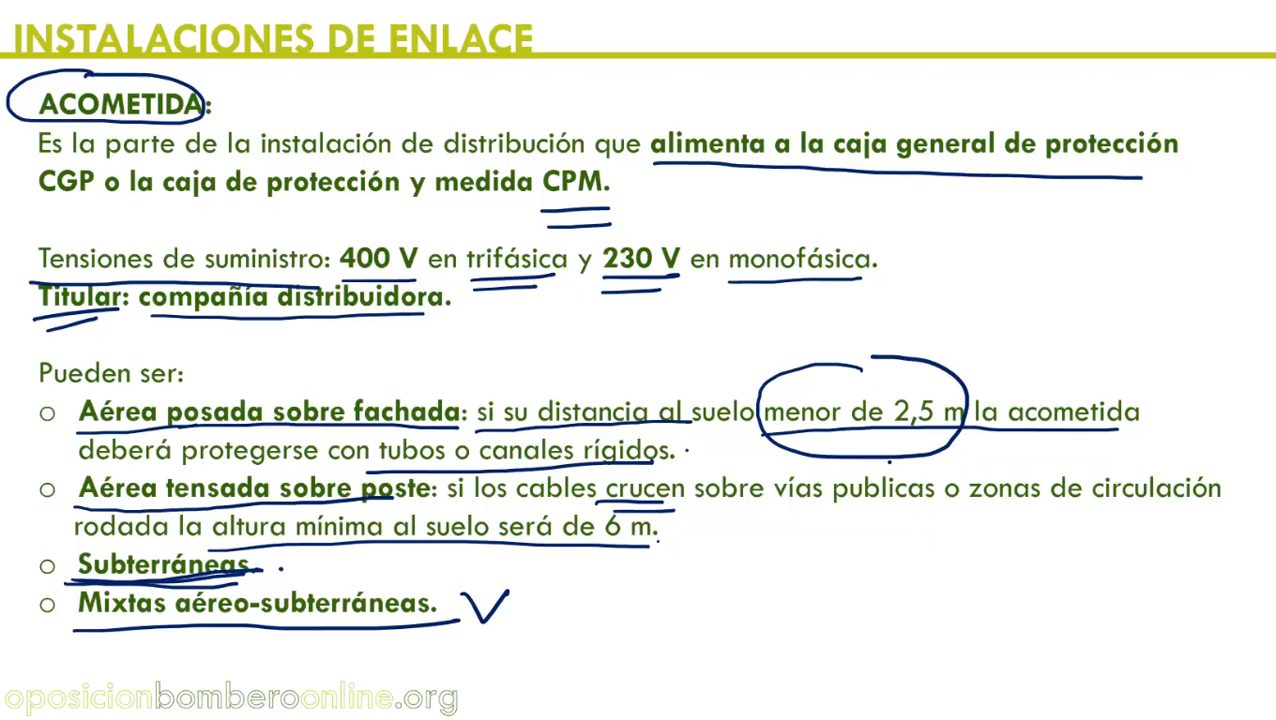 INSTALACIONES DE ENLACE
ACOMETIDA:
Es la parte de la instalación de distribución que alimenta a la caja general de protección
CGP o la caja de protección y medida CPM.
Tensiones de suministro: 400 V en trifásica y 230 V en monofásica.
Titular: compañía distribuidora.
Pueden ser:
o Aérea posada sobre fachada: si su distancia al suelo menor de 2,5 m la acometida
deberá protegerse con tubos o canales rígidos.
o Aérea tensada sobre poste: si los cables crucen sobre vías publicas o zonas de circulación
rodada la altura mínima al suelo será de 6 m.
o Subterráneas.
o Mixtas aéreo-subterráneas.
oposicionbomberoonline.org